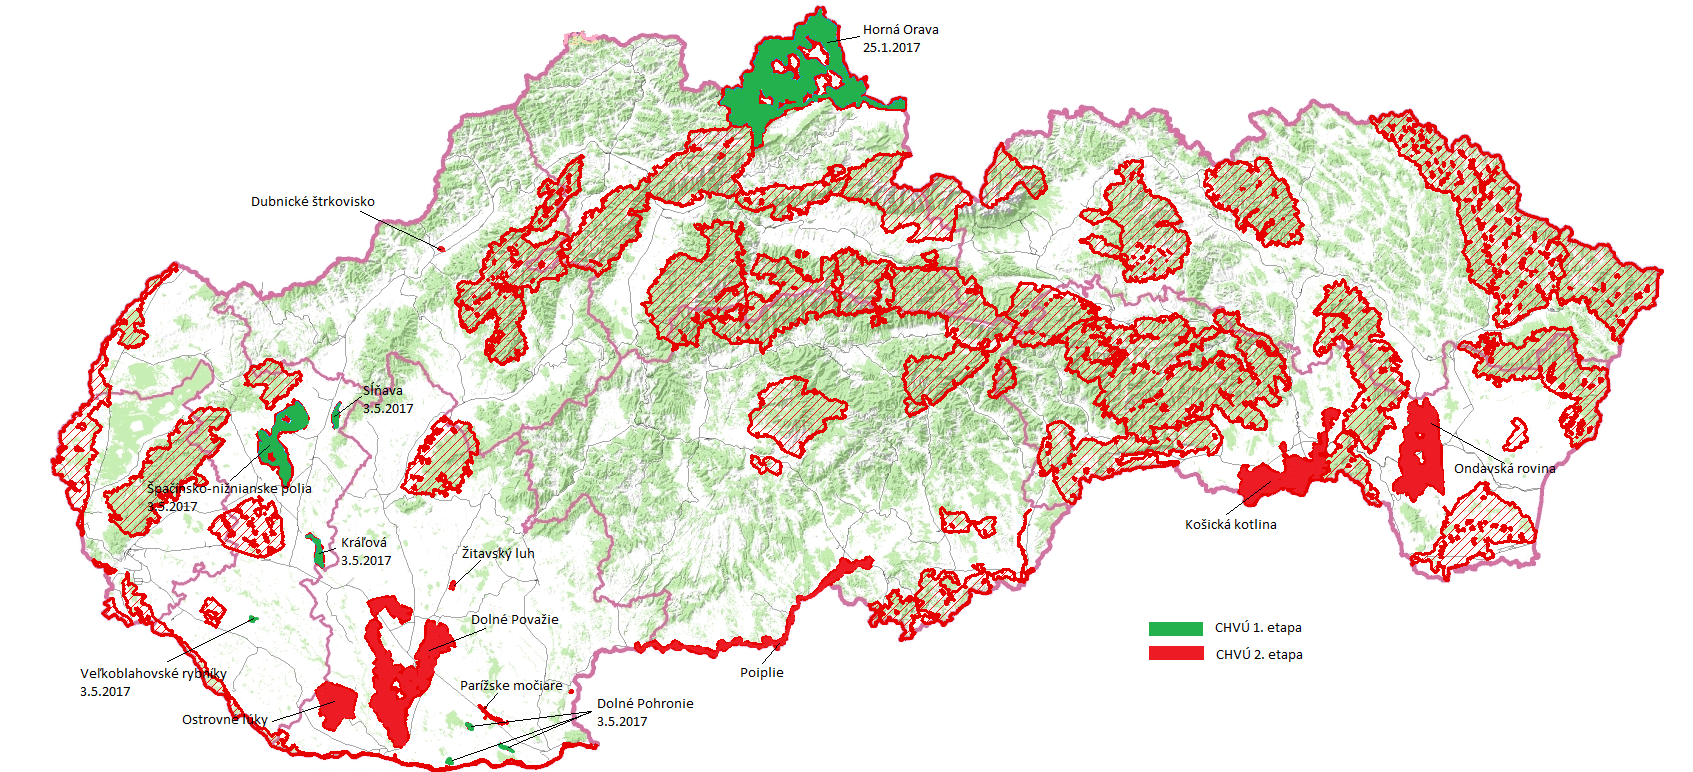 Horná Orava
25.1.2017
Dubnické štrkovisko
Sĺňava
3.5.2017
Špačinsko-nižnianske polia
3.5.2017
Ondavská rovina
Košická kotlina
Kráľová
3.5.2017
Žitavský luh
Dolné Považie
CHVÚ 1. etapa
CHVÚ 2. etapa
Veľkoblahovské rybníky
3.5.2017
Poiplie
Parížske močiare
Ostrovné lúky
Dolné Pohronie
3.5.2017